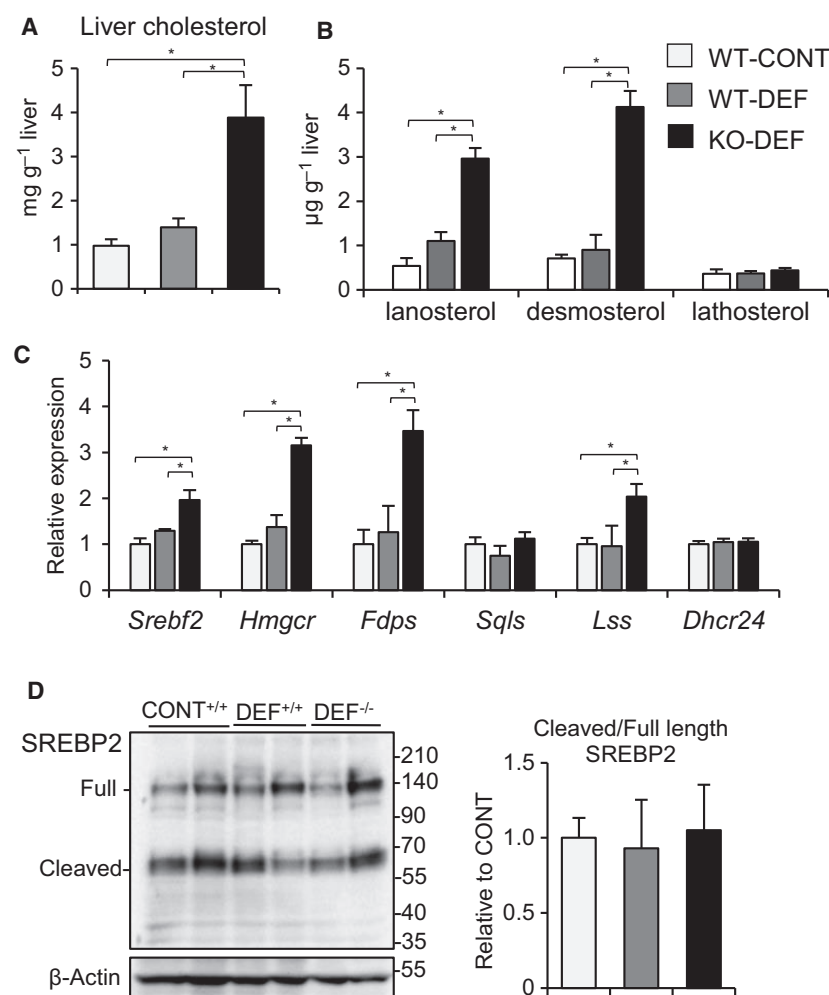 A
Liver cholesterol
*
*
mg g⁻¹ liver
5
4
3
2
1
0
B
*
*
*
*
µg g⁻¹ liver
5
4
3
2
1
0
lanosterol desmosterol lathosterol
WT-CONT
WT-DEF
KO-DEF
C
*
*
*
*
*
*
*
*
Relative expression
5
4
3
2
1
0
Srebf2 Hmgcr Fdps Sqls Lss Dhcr24
D
CONT+/+ DEF+/+ DEF-/-
SREBP2
Full
Cleaved
210
140
90
70
55
40
35
β-Actin
55
Cleaved/Full length
SREBP2
Relative to CONT
1.5
1.0
0.5
0